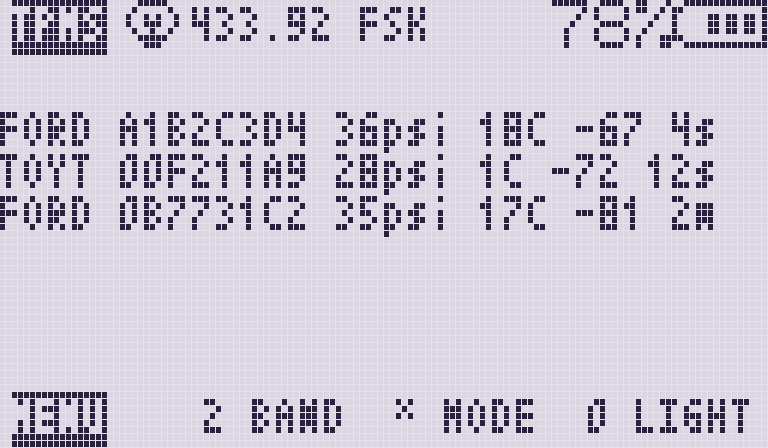 433.92 FSK 78%
FORD A1B2C3D4 36psi 18C -67 4s
TOYT 00F211A9 28psi 1C -72 12s
FORD 0B7731C2 35psi 17C -81 2m
2 BAND * MODE 0 LIGHT